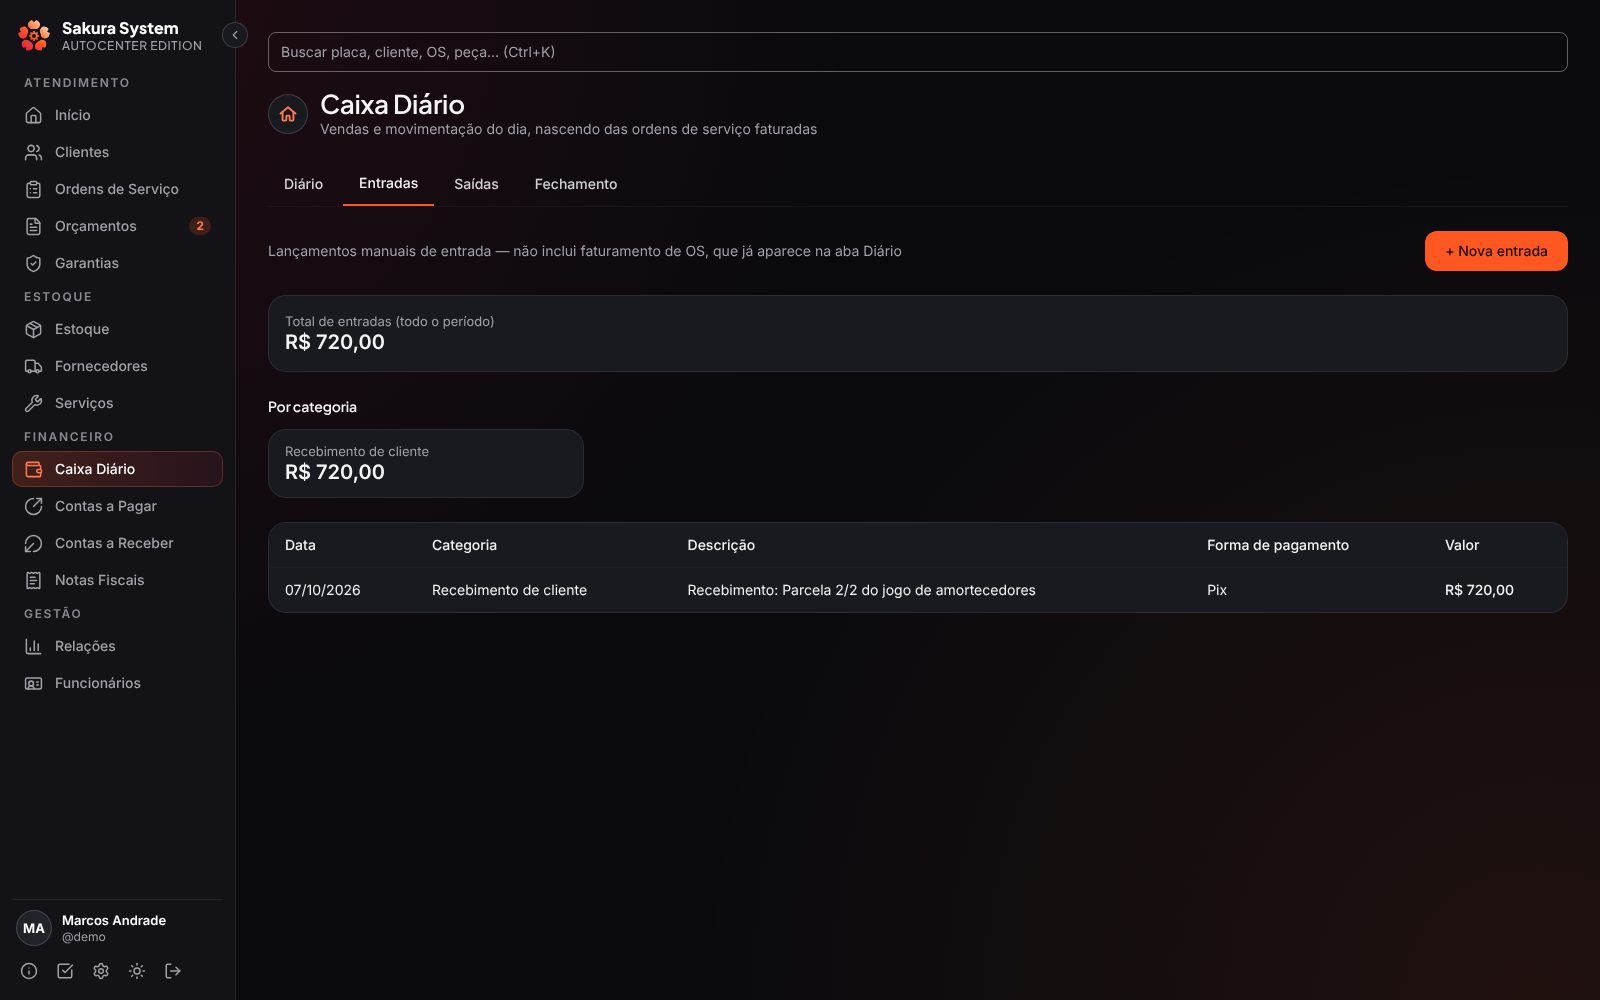 Sakura System
AUTOCENTER EDITION
ATENDIMENTO
Início
Clientes
Ordens de Serviço
Orçamentos 2
Garantias
ESTOQUE
Estoque
Fornecedores
Serviços
FINANCEIRO
Caixa Diário
Contas a Pagar
Contas a Receber
Notas Fiscais
GESTÃO
Relações
Funcionários
MA
Marcos Andrade
@demo
Buscar placa, cliente, OS, peça... (Ctrl+K)
Caixa Diário
Vendas e movimentação do dia, nascendo das ordens de serviço faturadas
Diário Entradas Saídas Fechamento
Lançamentos manuais de entrada — não inclui faturamento de OS, que já aparece na aba Diário
+ Nova entrada
Total de entradas (todo o período)
R$ 720,00
Por categoria
Recebimento de cliente
R$ 720,00
Data Categoria Descrição Forma de pagamento Valor
07/10/2026 Recebimento de cliente Recebimento: Parcela 2/2 do jogo de amortecedores Pix R$ 720,00